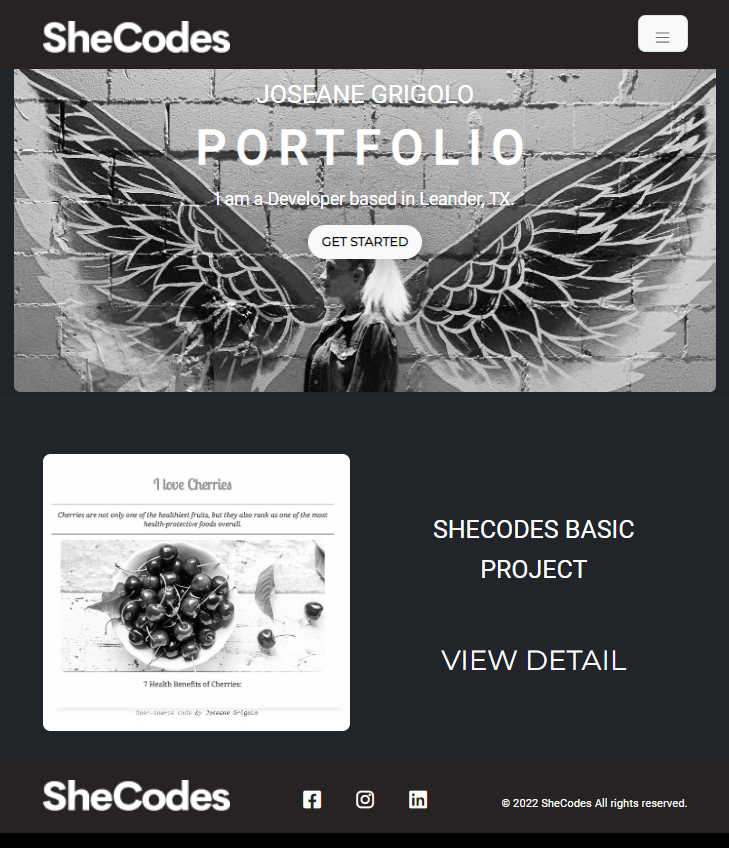 SheCodes
JOSEANE GRIGOLO
PORTFOLIO
I am a Developer based in Leander, TX.
GET STARTED
I love Cherries
Cherries are not only one of the healthiest fruits, but they also rank as one of the most
health-protective foods overall.
7 Health Benefits of Cherries:
Open-source code by Joseane Grigolo
SHECODES BASIC
PROJECT
VIEW DETAIL
SheCodes
© 2022 SheCodes All rights reserved.